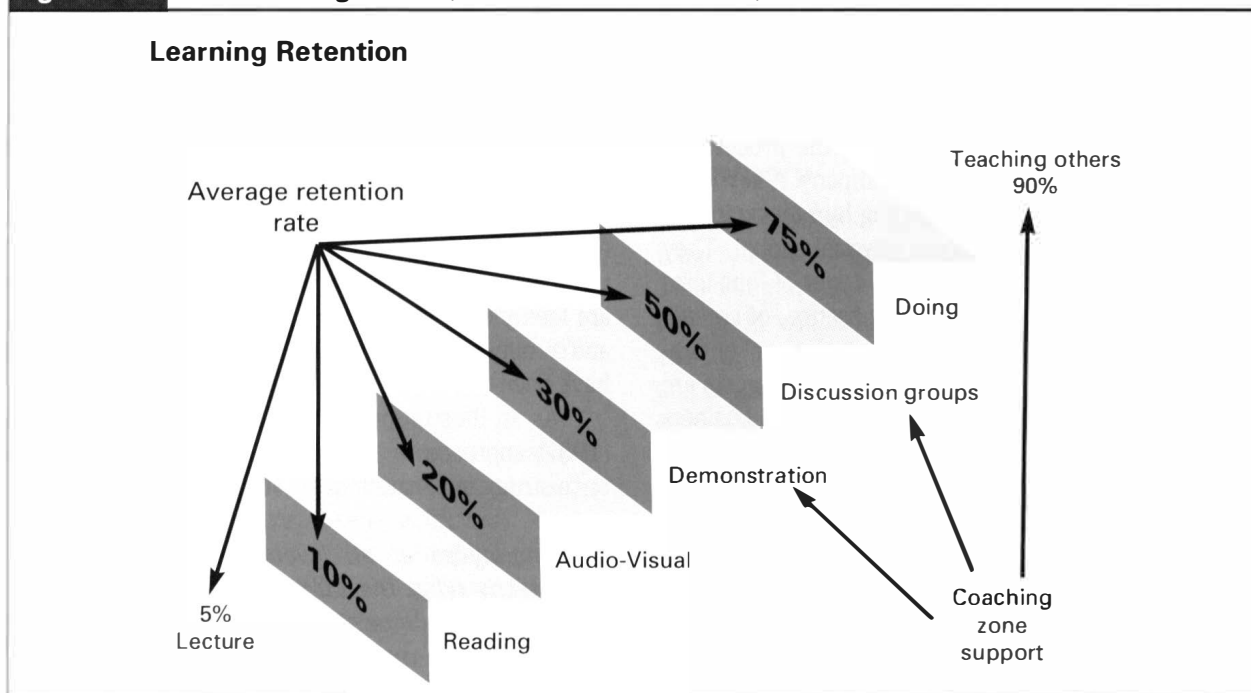 Learning Retention
Average retention
rate
Teaching others
90%
75%
Doing
50%
Discussion groups
30%
Demonstration
20%
Audio-Visual
10%
Reading
5%
Lecture
Coaching
zone
support